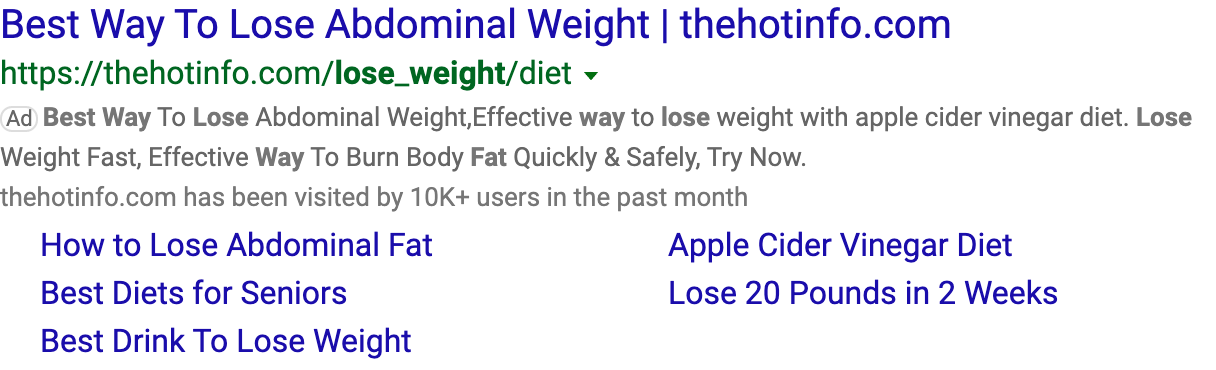 Best Way To Lose Abdominal Weight | thehotinfo.com
https://thehotinfo.com/lose_weight/diet
Ad Best Way To Lose Abdominal Weight,Effective way to lose weight with apple cider vinegar diet. Lose
Weight Fast, Effective Way To Burn Body Fat Quickly & Safely, Try Now.
thehotinfo.com has been visited by 10K+ users in the past month
How to Lose Abdominal Fat
Apple Cider Vinegar Diet
Best Diets for Seniors
Lose 20 Pounds in 2 Weeks
Best Drink To Lose Weight